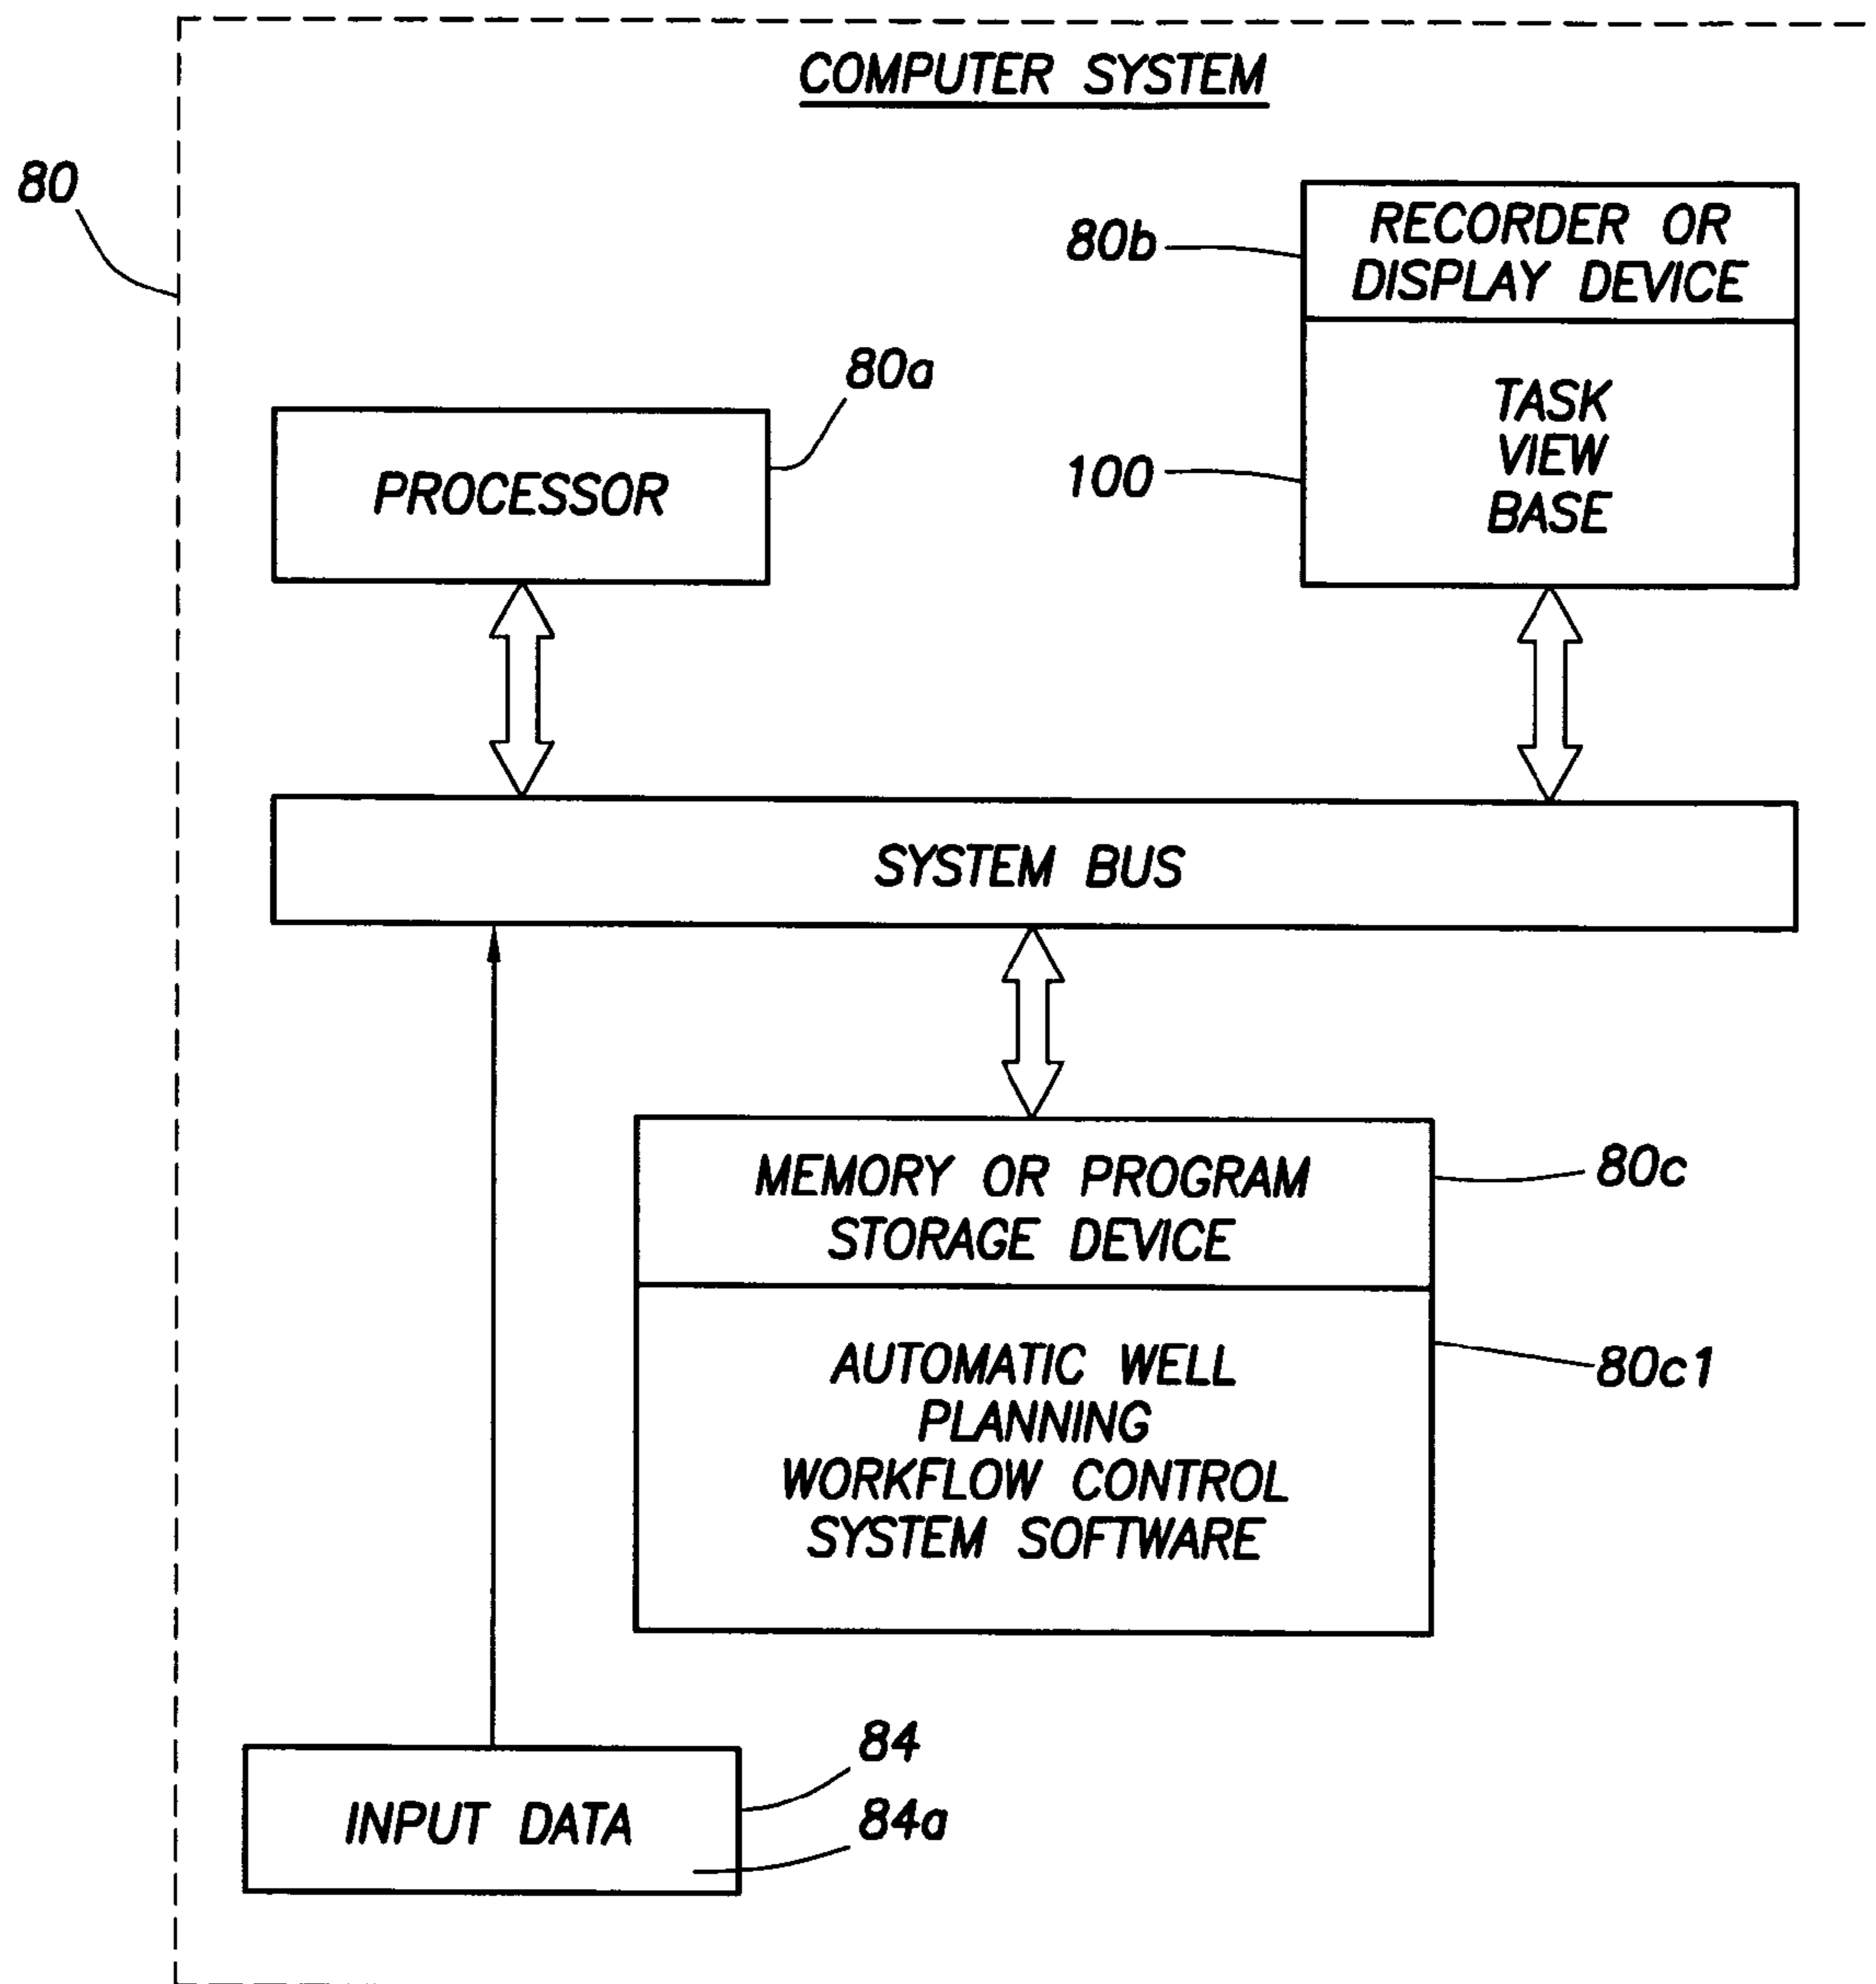 COMPUTER SYSTEM
80
80b
RECORDER OR
DISPLAY DEVICE
80a
100
TASK
VIEW
BASE
PROCESSOR
SYSTEM BUS
MEMORY OR PROGRAM
STORAGE DEVICE
80c
AUTOMATIC WELL
PLANNING
WORKFLOW CONTROL
SYSTEM SOFTWARE
80c1
84
INPUT DATA
84a